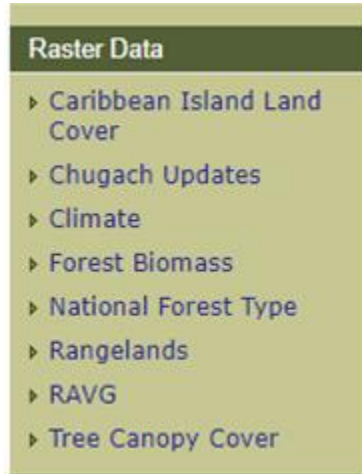 Raster Data
Caribbean Island Land
Cover
Chugach Updates
Climate
Forest Biomass
National Forest Type
Rangelands
RAVG
Tree Canopy Cover